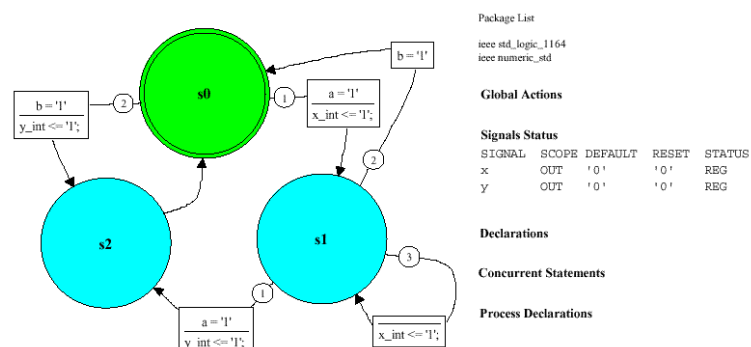 s0
b = '1'
y_int <= '1';
2
1
a = '1'
x_int <= '1';
b = '1'
2
s2
s1
3
1
a = '1'
y_int <= '1';
x_int <= '1';
Package List
ieee std_logic_1164
ieee numeric_std
Global Actions
Signals Status
SIGNAL SCOPE DEFAULT RESET STATUS
x OUT '0' '0' REG
y OUT '0' '0' REG
Declarations
Concurrent Statements
Process Declarations